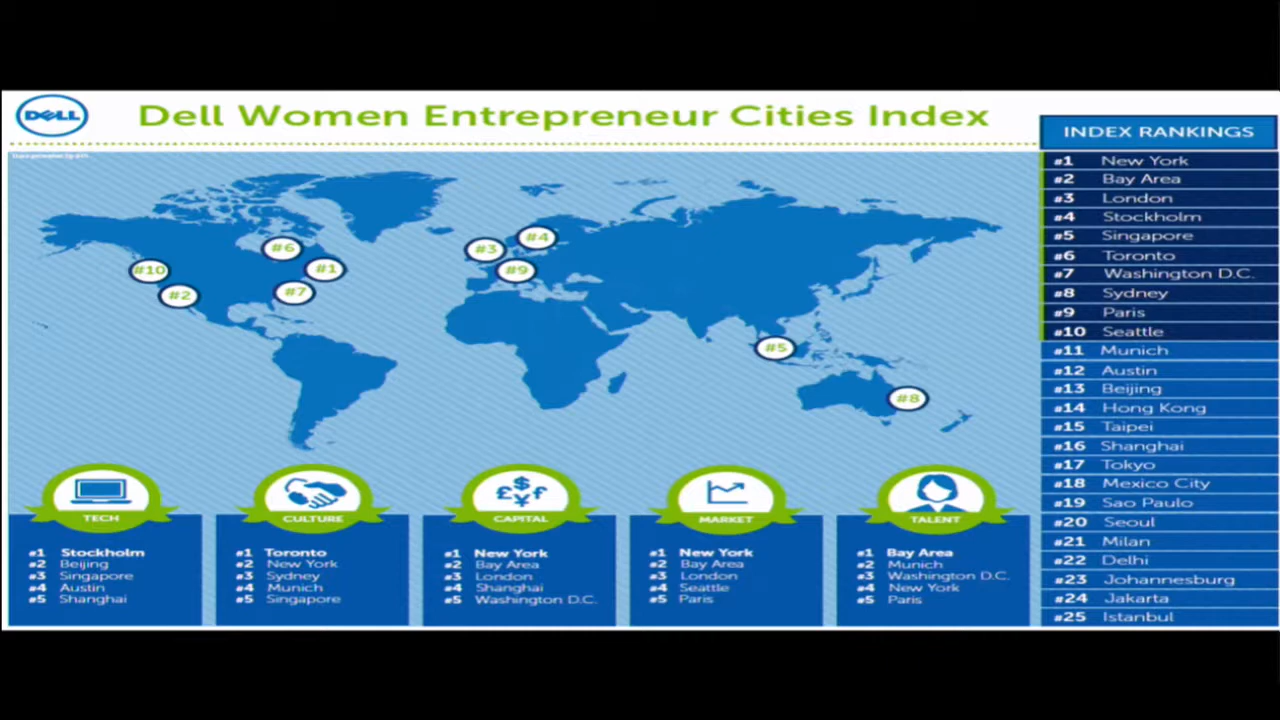 DELL
Dell Women Entrepreneur Cities Index
INDEX RANKINGS
#1 New York
#2 Bay Area
#3 London
#4 Stockholm
#5 Singapore
#6 Toronto
#7 Washington D.C.
#8 Sydney
#9 Paris
#10 Seattle
#11 Munich
#12 Austin
#13 Beijing
#14 Hong Kong
#15 Taipei
#16 Shanghai
#17 Tokyo
#18 Mexico City
#19 Sao Paulo
#20 Seoul
#21 Milan
#22 Delhi
#23 Johannesburg
#24 Jakarta
#25 Istanbul
#4
#6
#3
#10
#1
#9
#2
#7
#5
#8
TECH
#1 Stockholm
#2 Beijing
#3 Singapore
#4 Austin
#5 Shanghai
CULTURE
#1 Toronto
#2 New York
#3 Sydney
#4 Munich
#5 Singapore
$
£ ¥ f
CAPITAL
#1 New York
#2 Bay Area
#3 London
#4 Shanghai
#5 Washington D.C.
MARKET
#1 New York
#2 Bay Area
#3 London
#4 Seattle
#5 Paris
TALENT
#1 Bay Area
#2 Munich
#3 Washington D.C.
#4 New York
#5 Paris